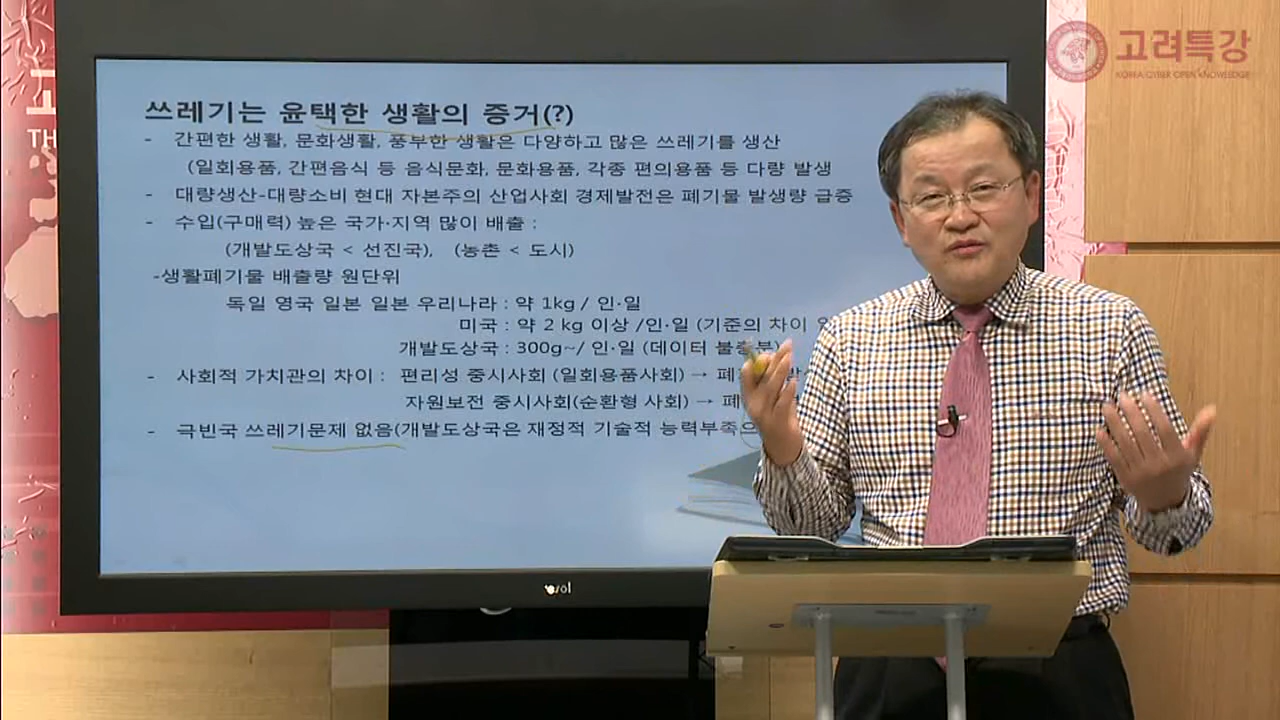 고려특강
KOREA CYBER OPEN KNOWLEDGE
쓰레기는 윤택한 생활의 증거(?)
- 간편한 생활, 문화생활, 풍부한 생활은 다양하고 많은 쓰레기를 생산
(일회용품, 간편음식 등 음식문화, 문화용품, 각종 편의용품 등 다량 발생
- 대량생산-대량소비 현대 자본주의 산업사회 경제발전은 폐기물 발생량 급증
- 수입(구매력) 높은 국가·지역 많이 배출 :
(개발도상국 < 선진국), (농촌 < 도시)
-생활폐기물 배출량 원단위
독일 영국 일본 일본 우리나라 : 약 1kg / 인·일
미국 : 약 2 kg 이상 /인·일 (기준의 차이
개발도상국 : 300g~/ 인·일 (데이터 불충분)
- 사회적 가치관의 차이 : 편리성 중시사회 (일회용품사회) →
자원보전 중시사회(순환형 사회) →
- 극빈국 쓰레기문제 없음(개발도상국은 재정적 기술적 능력부족으